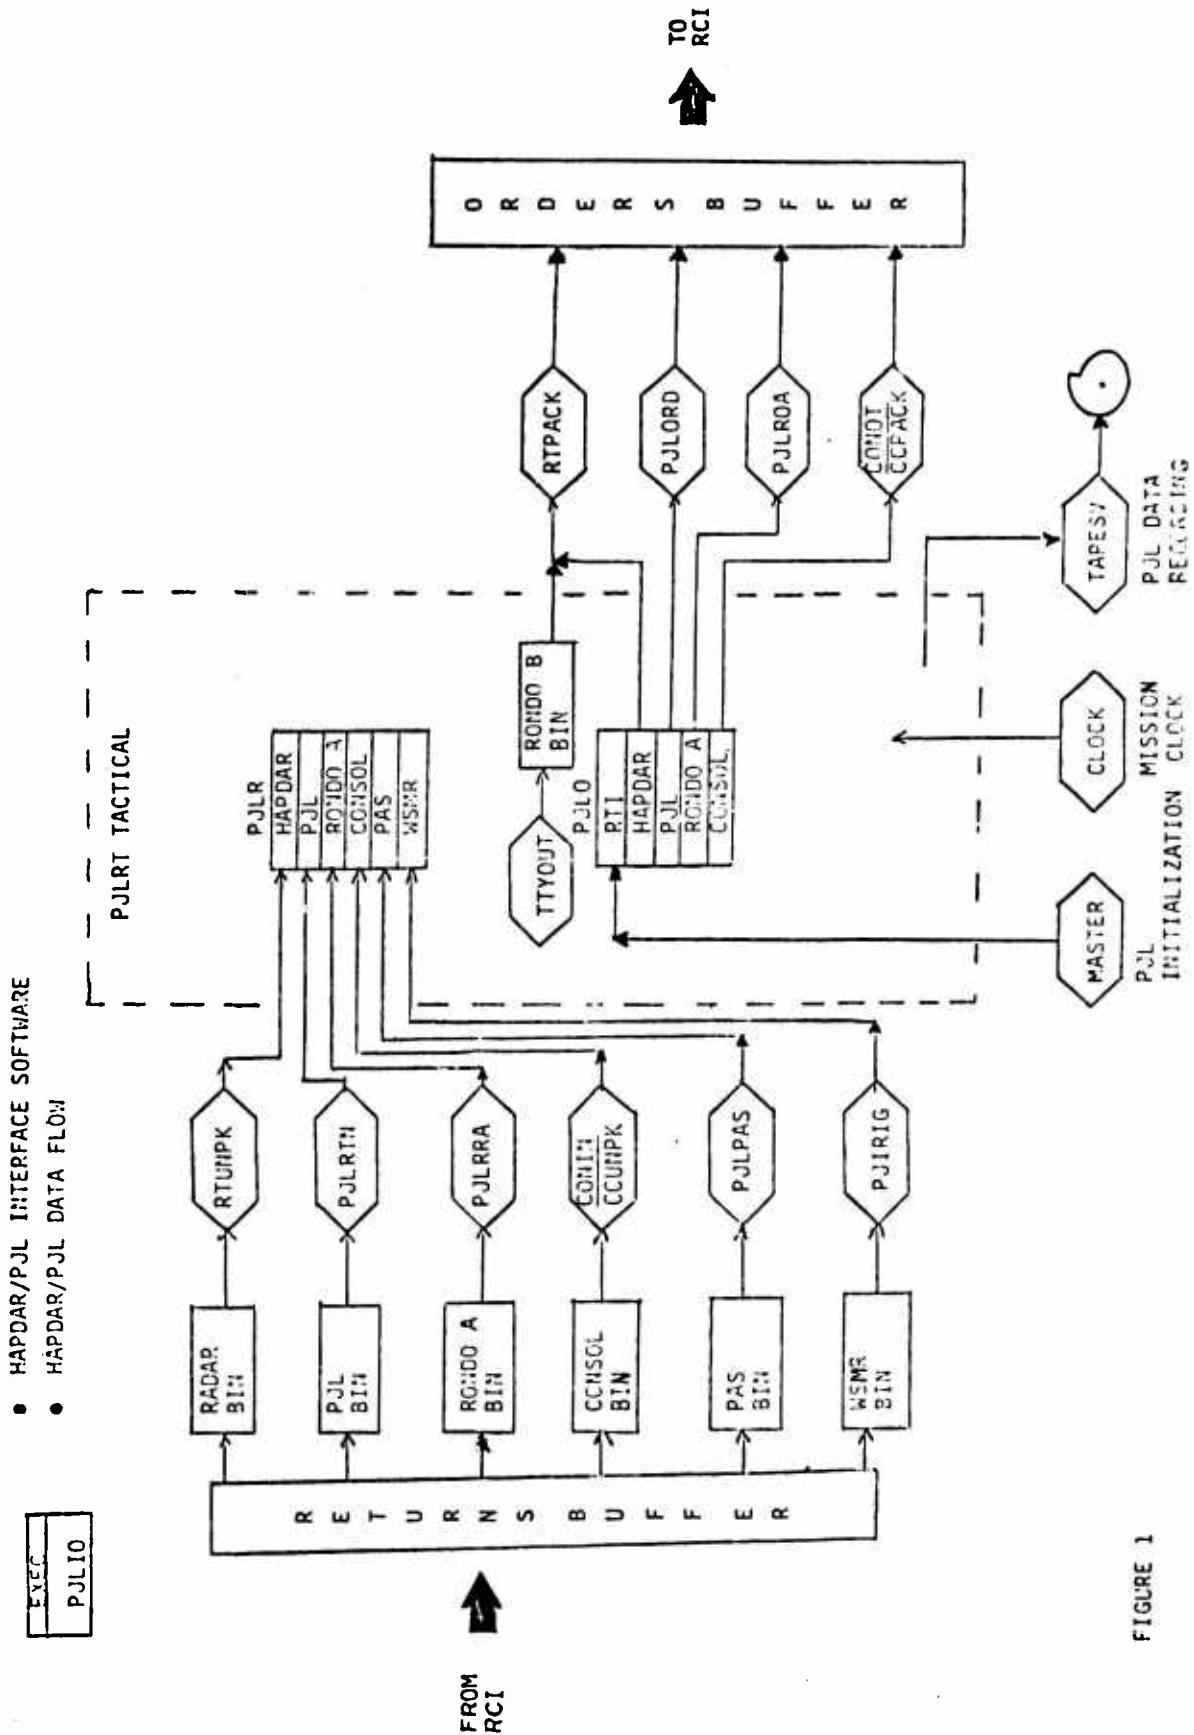 EXEC
PJLIO
● HAPDAR/PJL INTERFACE SOFTWARE
● HAPDAR/PJL DATA FLOW
FROM
RCI
RETURNS BUFFER
RADAR
BIN
PJL
BIN
RONDO A
BIN
CONSOL
BIN
PAS
BIN
WSMR
BIN
RTUNPK
PJLRTN
PJLRRA
CONIN
CCUNPK
PJLPAS
PJIRIG
PJLRT TACTICAL
PJLR
HAPDAR
PJL
RONDO A
CONSOL
PAS
WSMR
TTYOUT
RONDO B
BIN
PJLO
RTI
HAPDAR
PJL
RONDO A
CONSOL
MASTER
PJL
INITIALIZATION
CLOCK
MISSION
CLOCK
TAPESV
PJL DATA
RECORDING
RTPACK
PJLORD
PJLROA
CONOT
CCPACK
ORDERS BUFFER
TO
RCI
FIGURE 1